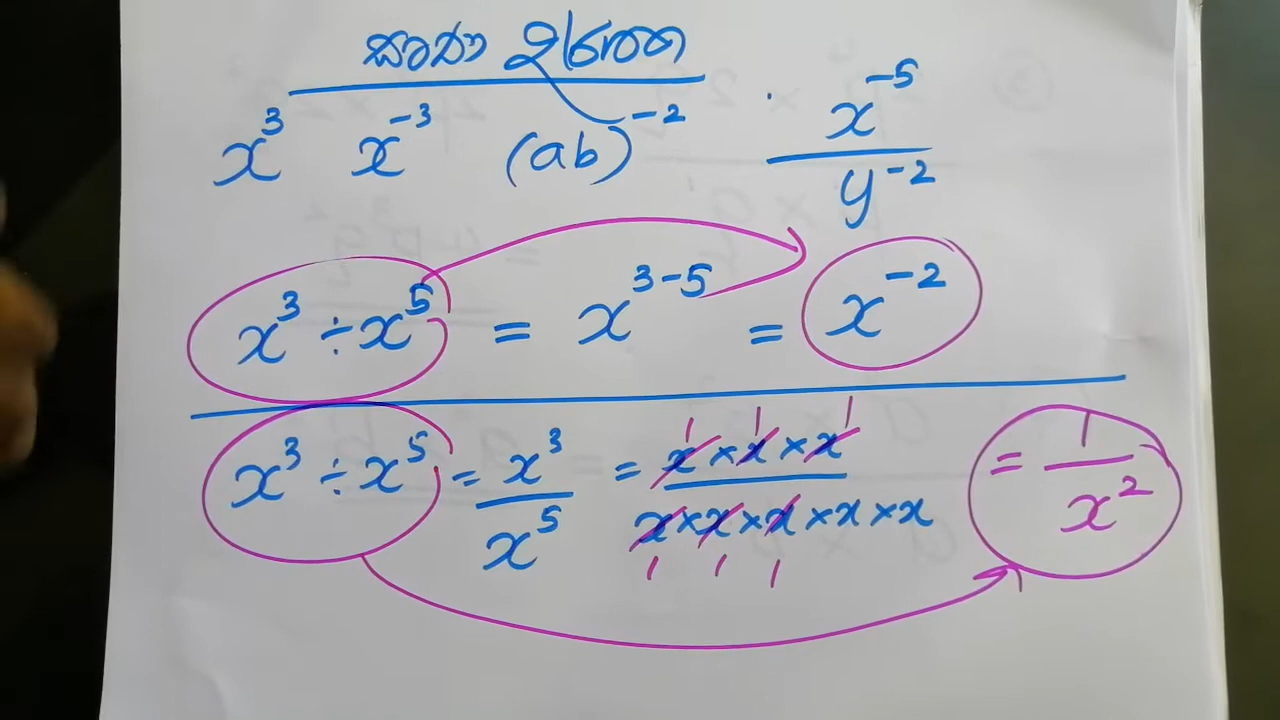 සෘණ දර්ශක
x³ x⁻³ (ab)⁻² x⁻⁵/y⁻²
x³ ÷ x⁵ = x³⁻⁵ = x⁻²
x³ ÷ x⁵ = x³/x⁵ = x × x × x / x × x × x × x × x = 1/x²